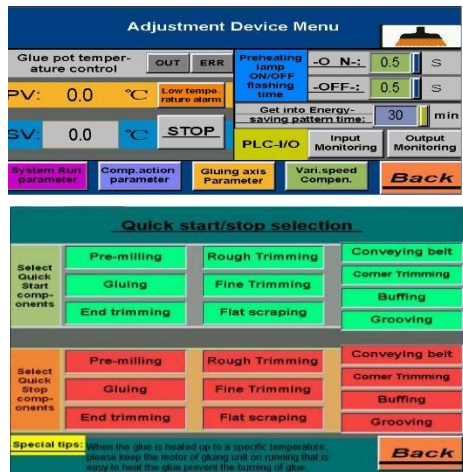 Adjustment Device Menu
Glue pot temper-
ature control
OUT
ERR
Preheating
lamp
ON/OFF
flashing
time
-O N-:
0.5
S
-OFF-:
0.5
S
PV:
0.0
℃
Low tempe.
rature alarm
Get into Energy-
saving pattern time:
30
min
SV:
0.0
℃
STOP
PLC-I/O
Input
Monitoring
Output
Monitoring
System Run
parameter
Comp.action
parameter
Gluing axis
Parameter
Vari.speed
Compen.
Back
Quick start/stop selection
Select
Quick
Start
comp-
onents
Pre-milling
Rough Trimming
Conveying belt
Gluing
Fine Trimming
Corner Trimming
Buffing
End trimming
Flat scraping
Grooving
Select
Quick
Stop
comp-
onents
Pre-milling
Rough Trimming
Conveying belt
Gluing
Fine Trimming
Corner Trimming
Buffing
End trimming
Flat scraping
Grooving
Special tips:
When the glue is heated up to a specific temperature,
please keep the motor of gluing unit on running that is
easy to heat the glue,prevent the burning of glue.
Back